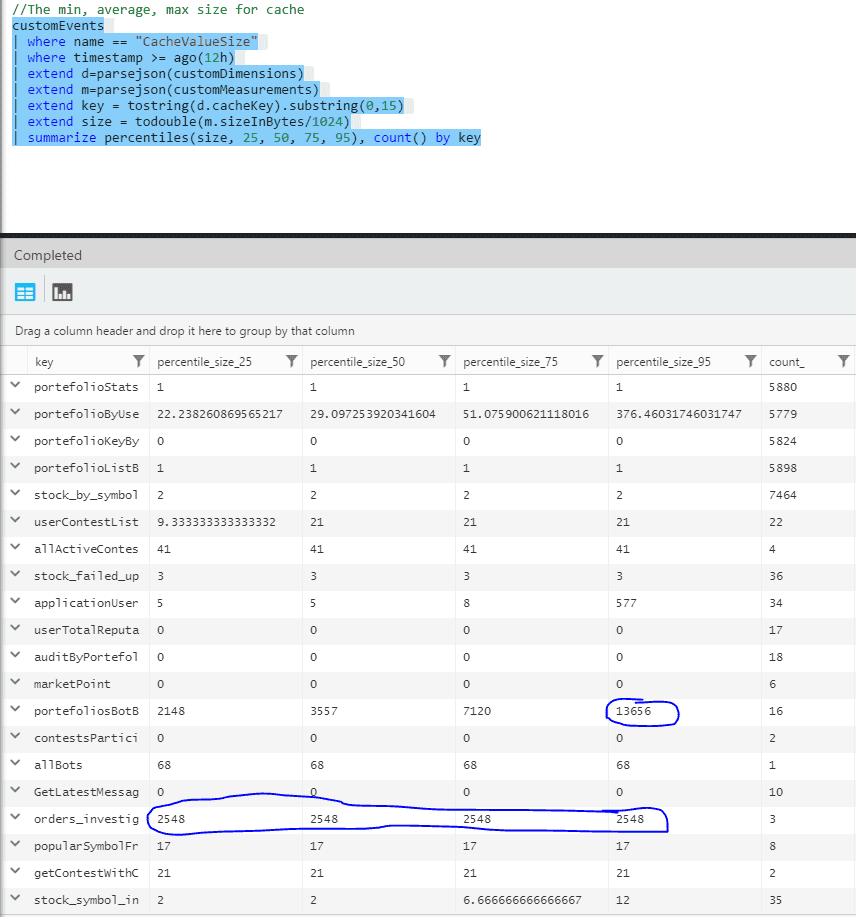 //The min, average, max size for cache
customEvents
| where name == "CacheValueSize"
| where timestamp >= ago(12h)
| extend d=parsejson(customDimensions)
| extend m=parsejson(customMeasurements)
| extend key = tostring(d.cacheKey).substring(0,15)
| extend size = todouble(m.sizeInBytes/1024)
| summarize percentiles(size, 25, 50, 75, 95), count() by key
Completed
Drag a column header and drop it here to group by that column
key percentile_size_25 percentile_size_50 percentile_size_75 percentile_size_95 count_
portefolioStats 1 1 1 1 5880
portefolioByUse 22.238260869565217 29.097253920341604 51.075900621118016 376.46031746031747 5779
portefolioKeyBy 0 0 0 0 5824
portefolioListB 1 1 1 1 5898
stock_by_symbol 2 2 2 2 7464
userContestList 9.333333333333332 21 21 21 22
allActiveContes 41 41 41 41 4
stock_failed_up 3 3 3 3 36
applicationUser 5 5 8 577 34
userTotalReputa 0 0 0 0 17
auditByPortefol 0 0 0 0 18
marketPoint 0 0 0 0 6
portefoliosBotB 2148 3557 7120 13656 16
contestsPartici 0 0 0 0 2
allBots 68 68 68 68 1
GetLatestMessag 0 0 0 0 10
orders_investig 2548 2548 2548 2548 3
popularSymbolFr 17 17 17 17 8
getContestWithC 21 21 21 21 2
stock_symbol_in 2 2 6.666666666666667 12 35